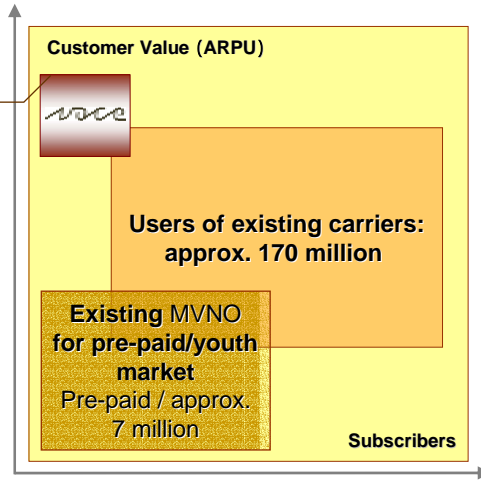 Customer Value (ARPU)
voce
Users of existing carriers:
approx. 170 million
Existing MVNO
for pre-paid/youth
market
Pre-paid / approx.
7 million
Subscribers